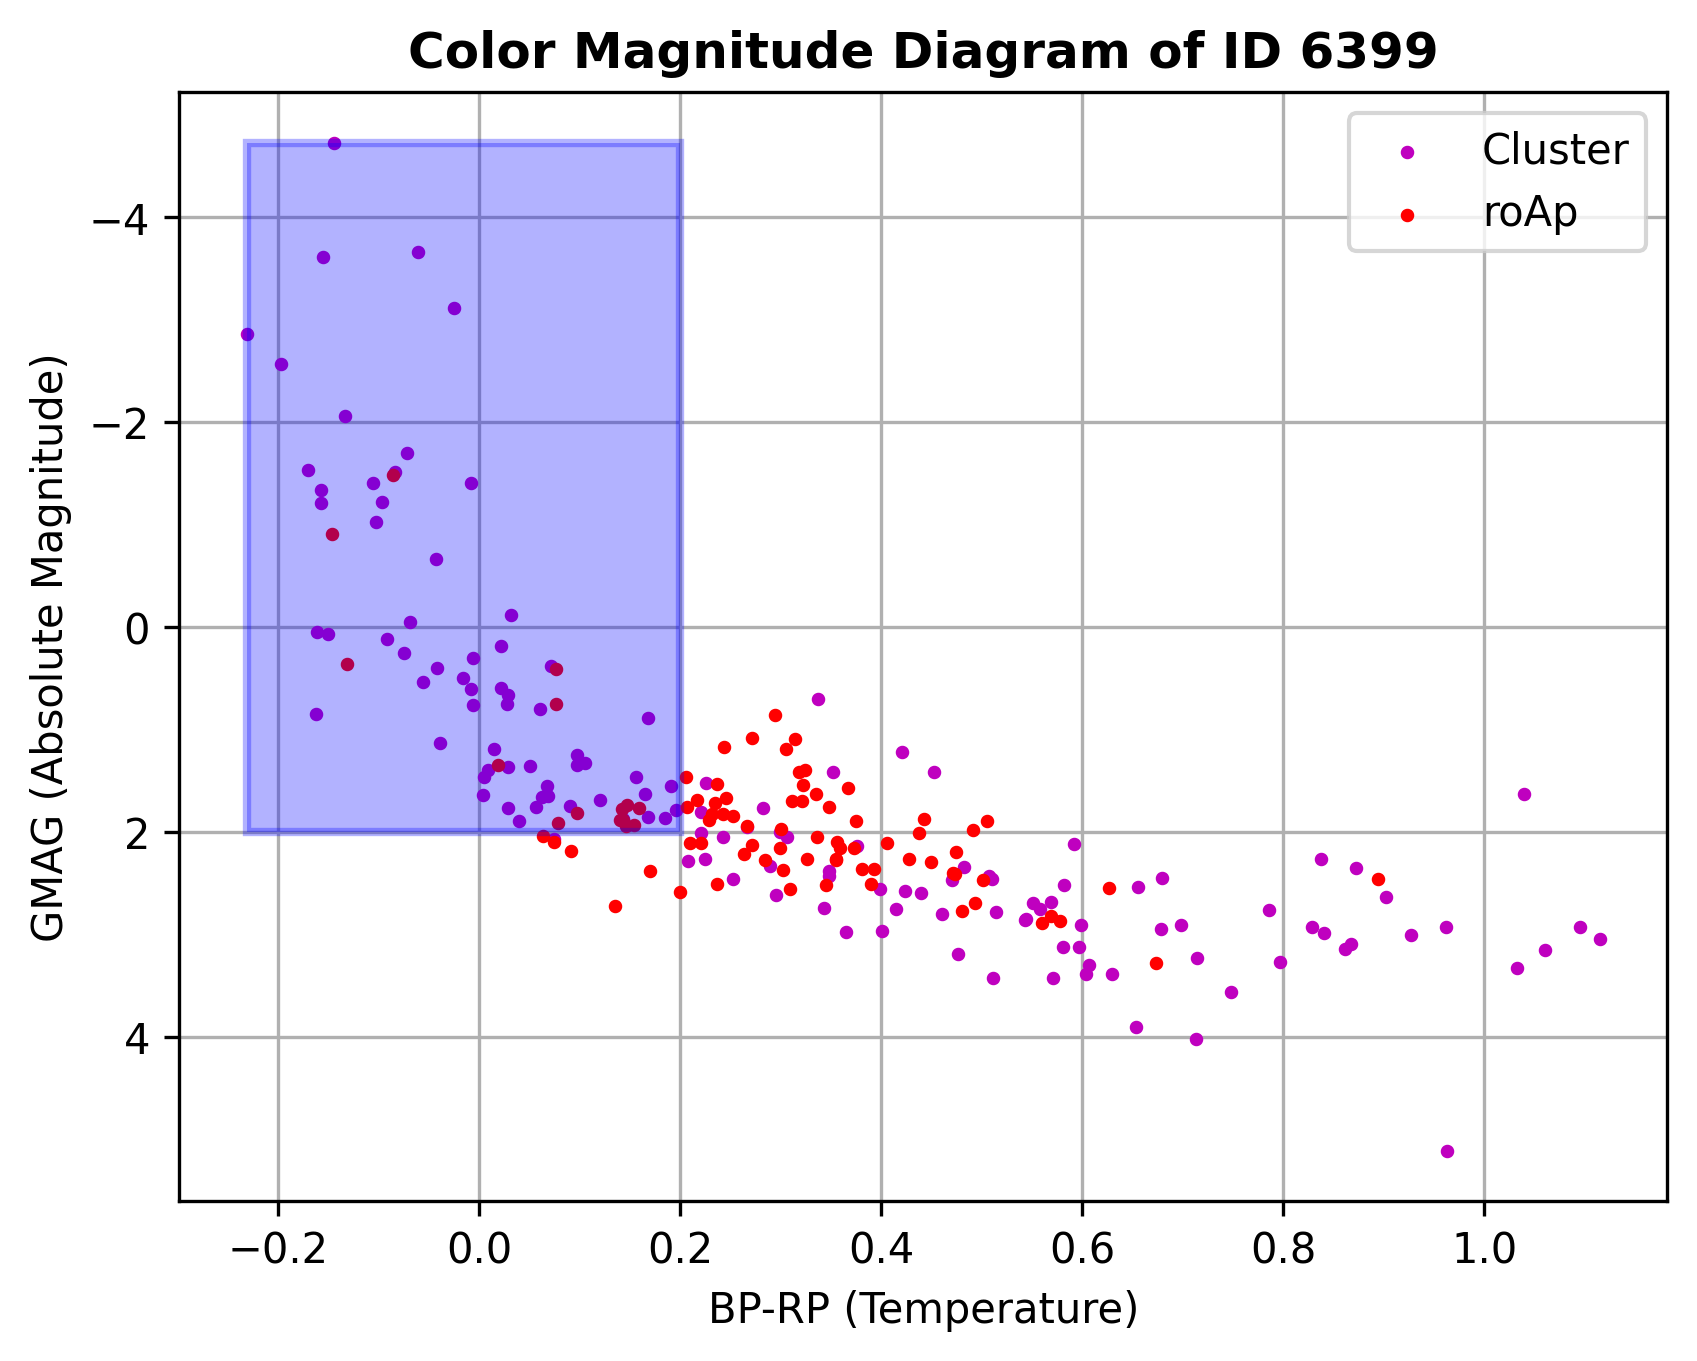 Color Magnitude Diagram of ID 6399
Cluster
roAp
GMAG (Absolute Magnitude)
−4
−2
0
2
4
−0.2 0.0 0.2 0.4 0.6 0.8 1.0
BP-RP (Temperature)